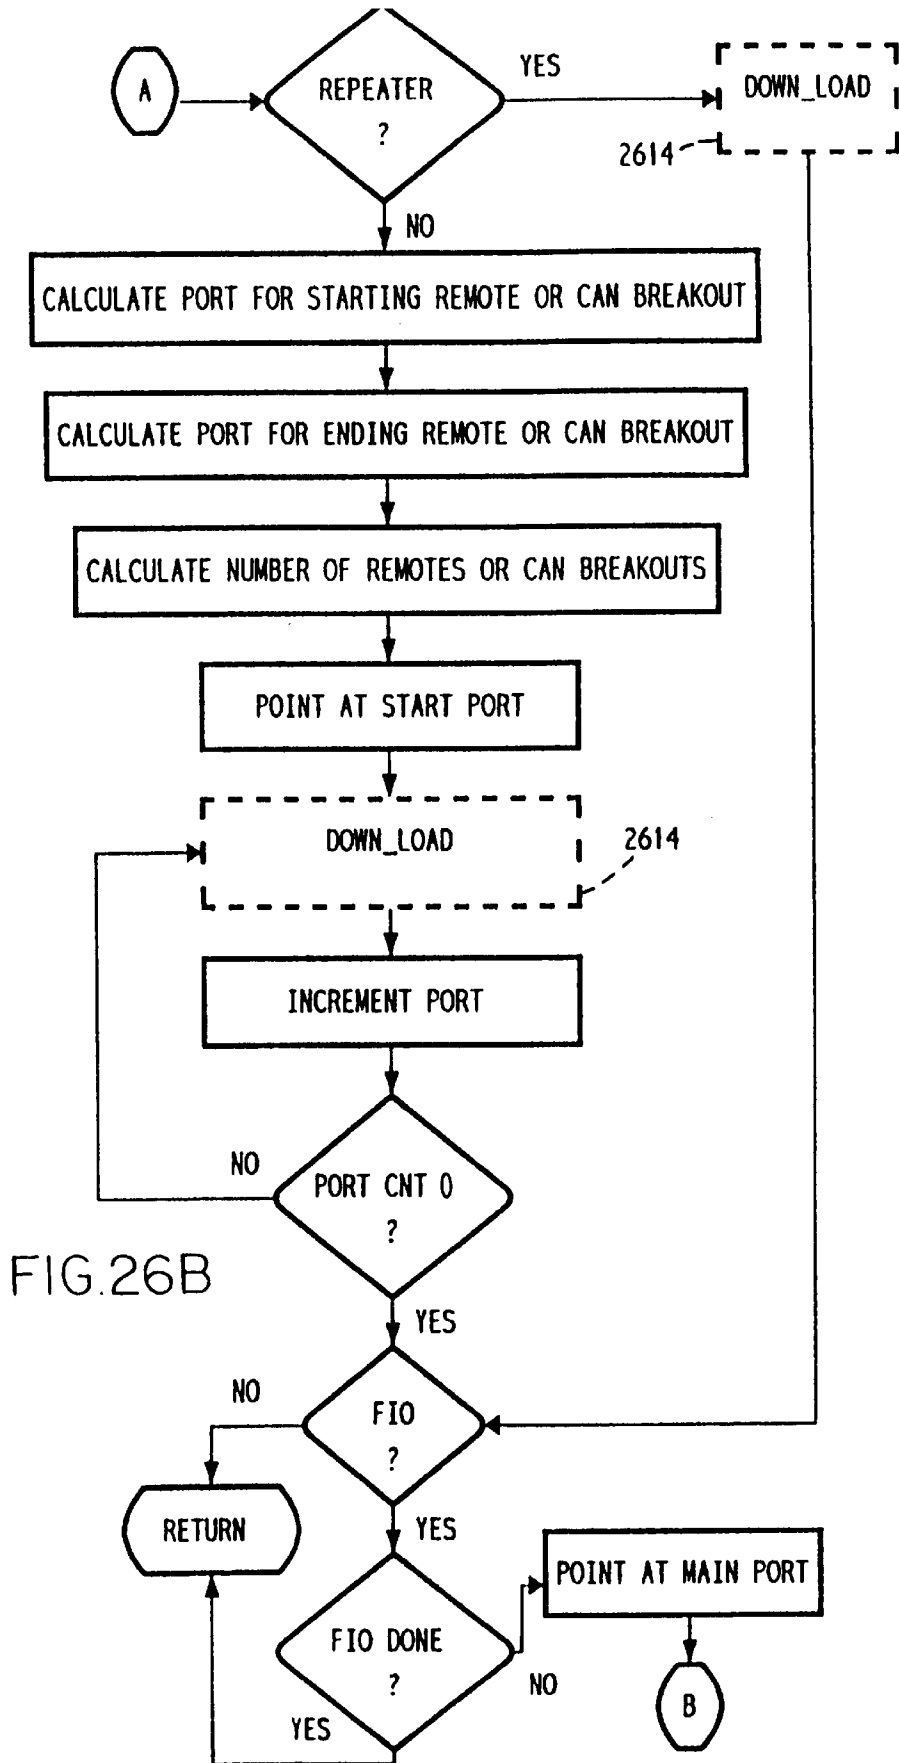 A
REPEATER
?
YES
DOWN_LOAD
2614
NO
CALCULATE PORT FOR STARTING REMOTE OR CAN BREAKOUT
CALCULATE PORT FOR ENDING REMOTE OR CAN BREAKOUT
CALCULATE NUMBER OF REMOTES OR CAN BREAKOUTS
POINT AT START PORT
DOWN_LOAD
2614
INCREMENT PORT
NO
PORT CNT 0
?
FIG.26B
YES
NO
FIO
?
RETURN
YES
POINT AT MAIN PORT
FIO DONE
?
NO
YES
B